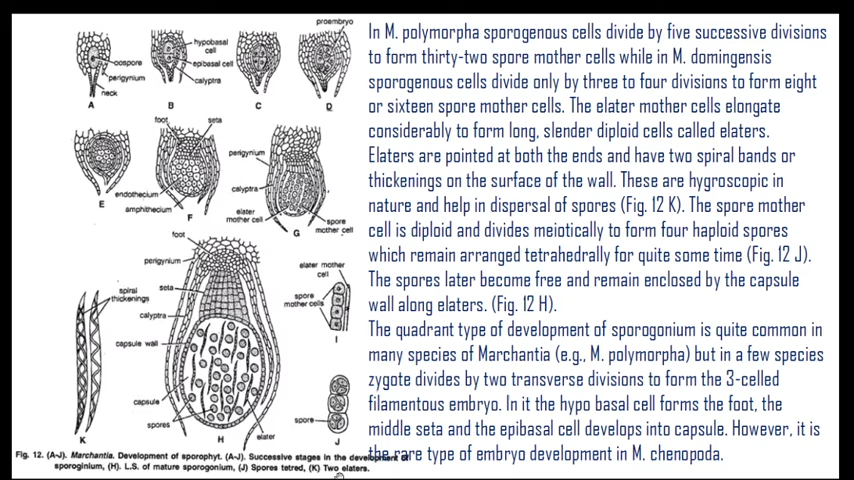 proembryo
hypobasal
cell
oospore
epibasal cell
perigynium
calyptra
neck
A
B
C
D
foot
seta
perigynium
calyptra
endothecium
amphithecium
elater
mother cell
spore
mother cell
E
F
G
foot
perigynium
elater mother
cell
spiral
thickenings
seta
spore
mother cells
calyptra
capsule wall
I
capsule
spores
spore
elater
K
H
J
Fig. 12. (A-J). Marchantia. Development of sporophyt. (A-J). Successive stages in the development of
sporoginium, (H). L.S. of mature sporogonium, (J) Spores tetred, (K) Two elaters.
In M. polymorpha sporogenous cells divide by five successive divisions
to form thirty-two spore mother cells while in M. domingensis
sporogenous cells divide only by three to four divisions to form eight
or sixteen spore mother cells. The elater mother cells elongate
considerably to form long, slender diploid cells called elaters.
Elaters are pointed at both the ends and have two spiral bands or
thickenings on the surface of the wall. These are hygroscopic in
nature and help in dispersal of spores (Fig. 12 K). The spore mother
cell is diploid and divides meiotically to form four haploid spores
which remain arranged tetrahedrally for quite some time (Fig. 12 J).
The spores later become free and remain enclosed by the capsule
wall along elaters. (Fig. 12 H).
The quadrant type of development of sporogonium is quite common in
many species of Marchantia (e.g., M. polymorpha) but in a few species
zygote divides by two transverse divisions to form the 3-celled
filamentous embryo. In it the hypo basal cell forms the foot, the
middle seta and the epibasal cell develops into capsule. However, it is
the rare type of embryo development in M. chenopoda.